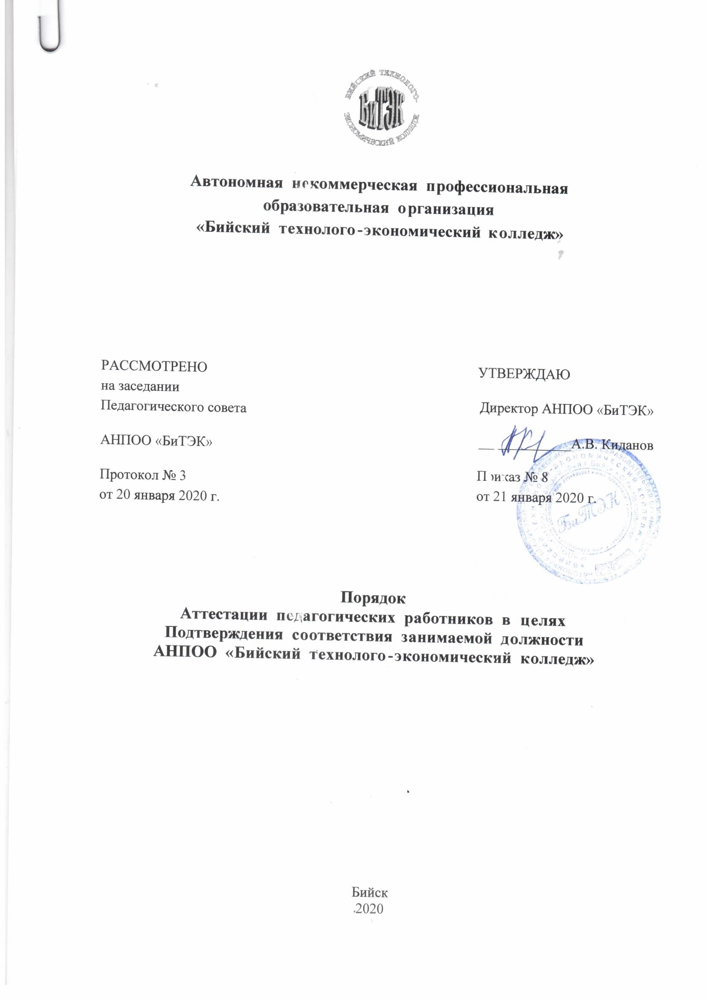 БИЙСКИЙ ТЕХНОЛОГО-
БиТЭК
ЭКОНОМИЧЕСКИЙ КОЛЛЕДЖ
Автономная некоммерческая профессиональная
образовательная организация
«Бийский технолого-экономический колледж»
РАССМОТРЕНО
на заседании
Педагогического совета
АНПОО «БиТЭК»
Протокол № 3
от 20 января 2020 г.
УТВЕРЖДАЮ
Директор АНПОО «БиТЭК»
А.В. Киданов
Приказ № 8
от 21 января 2020 г.
БиТЭК
Порядок
Аттестации педагогических работников в целях
Подтверждения соответствия занимаемой должности
АНПОО «Бийский технолого-экономический колледж»
Бийск
2020